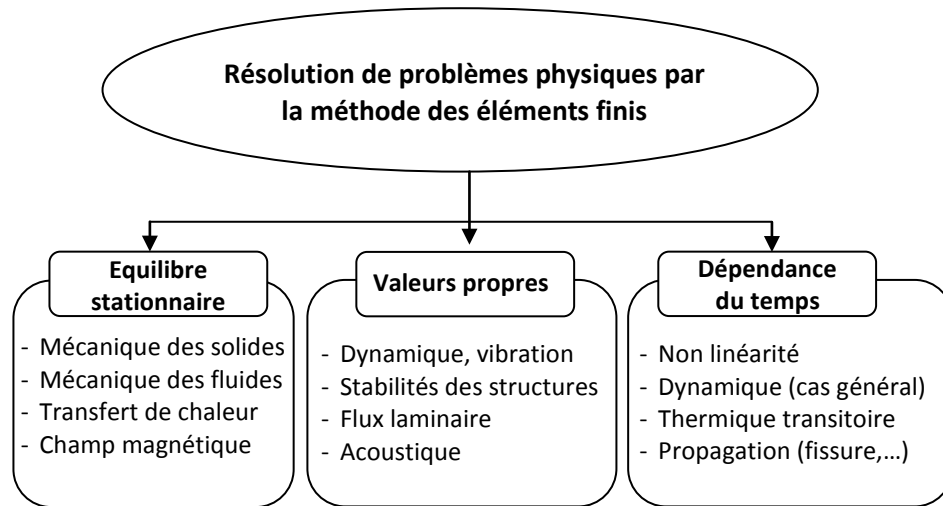 Résolution de problèmes physiques par
la méthode des éléments finis
Equilibre
stationnaire
- Mécanique des solides
- Mécanique des fluides
- Transfert de chaleur
- Champ magnétique
Valeurs propres
- Dynamique, vibration
- Stabilités des structures
- Flux laminaire
- Acoustique
Dépendance
du temps
- Non linéarité
- Dynamique (cas général)
- Thermique transitoire
- Propagation (fissure,...)